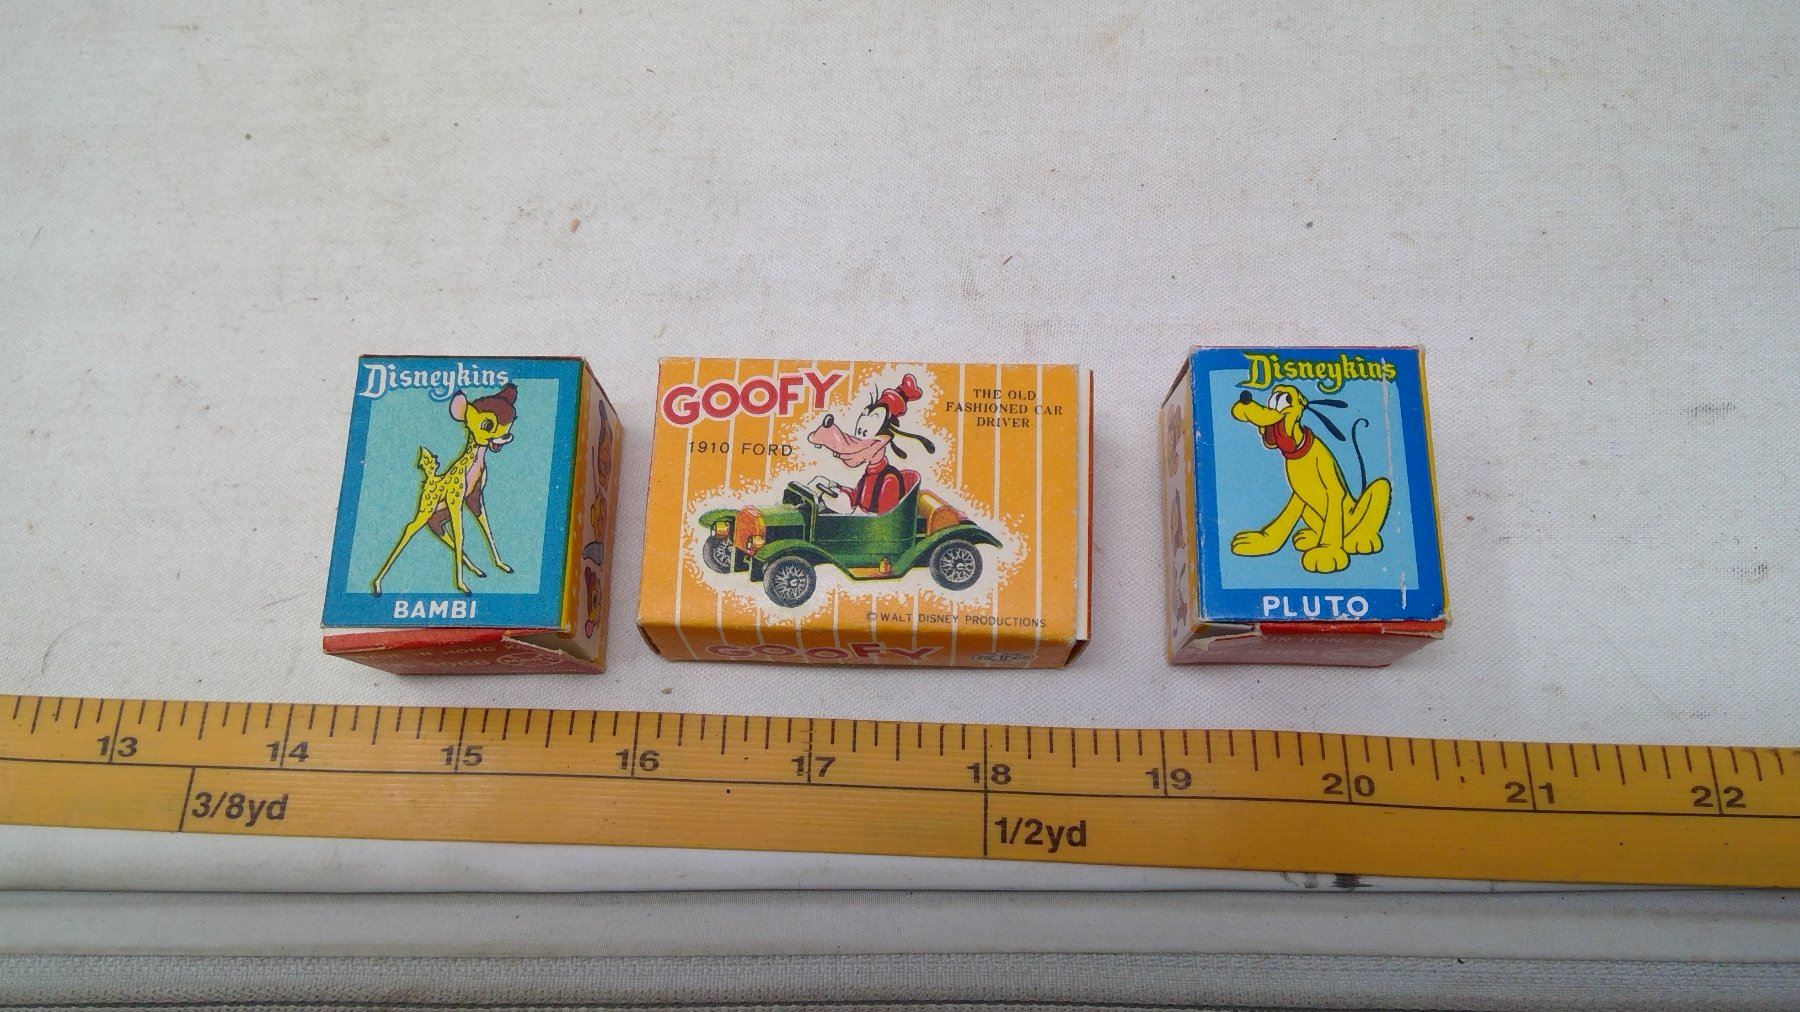 Disneykins
BAMBI
GOOFY
1910 FORD
THE OLD
FASHIONED CAR
DRIVER
© WALT DISNEY PRODUCTIONS
GOOFY
Disneykins
PLUTO
13
14
15
16
17
18
19
20
21
22
3/8yd
1/2yd